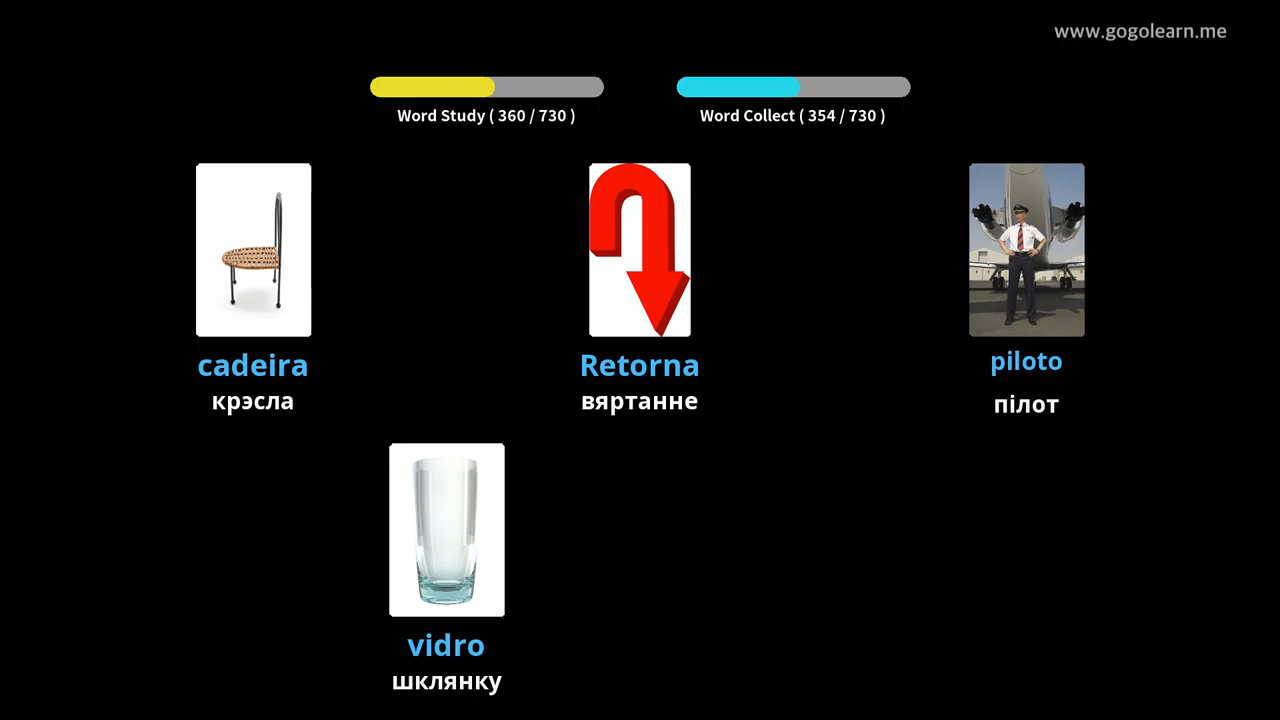 www.gogolearn.me
Word Study ( 360 / 730 )
Word Collect ( 354 / 730 )
cadeira
крэсла
Retorna
вяртанне
piloto
пілот
vidro
шклянку